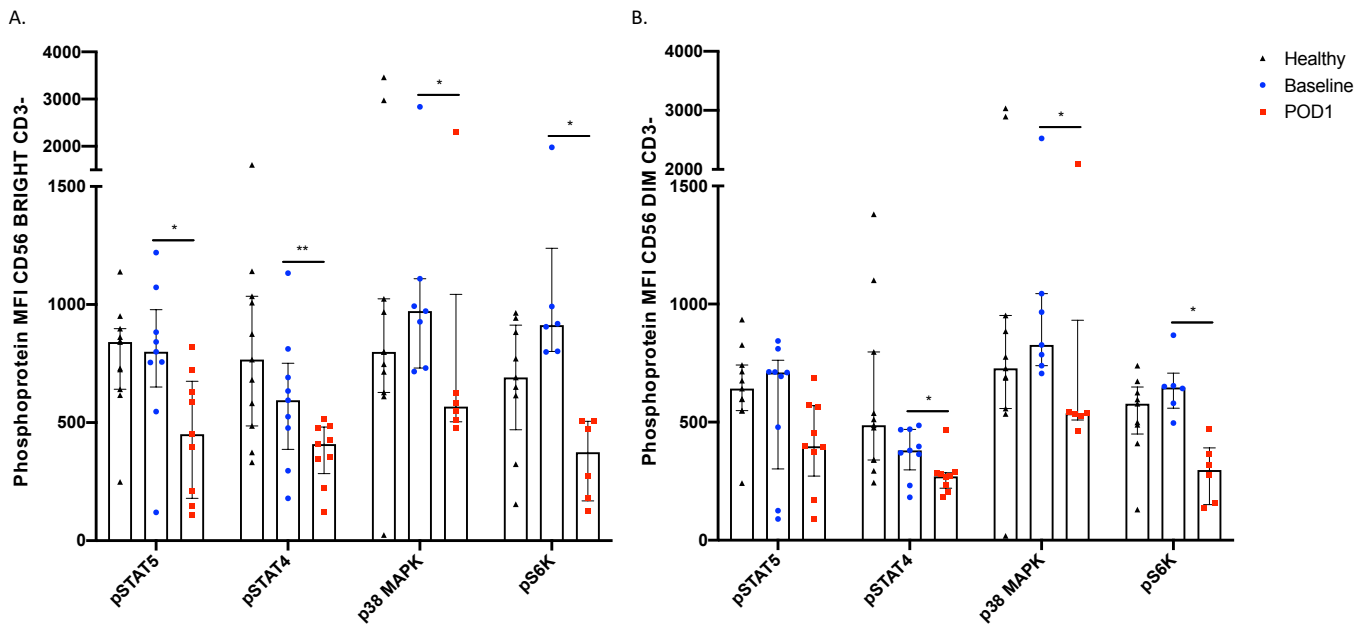 A.
Phosphoprotein MFI CD56 BRIGHT CD3-
4000
3000
2000
1500
1000
500
0
*
**
*
*
pSTAT5
pSTAT4
p38 MAPK
pS6K
B.
Phosphoprotein MFI CD56 DIM CD3-
4000
3000
2000
1500
1000
500
0
*
*
*
pSTAT5
pSTAT4
p38 MAPK
pS6K
Healthy
Baseline
POD1